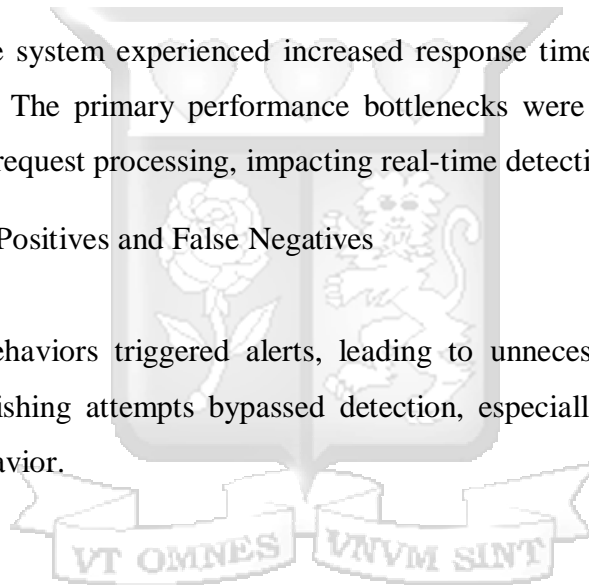 e system experienced increased response time
The primary performance bottlenecks were
request processing, impacting real-time detecti
Positives and False Negatives
ehaviors triggered alerts, leading to unneces
ishing attempts bypassed detection, especiall
avior.
VT OMNES VNVM SINT